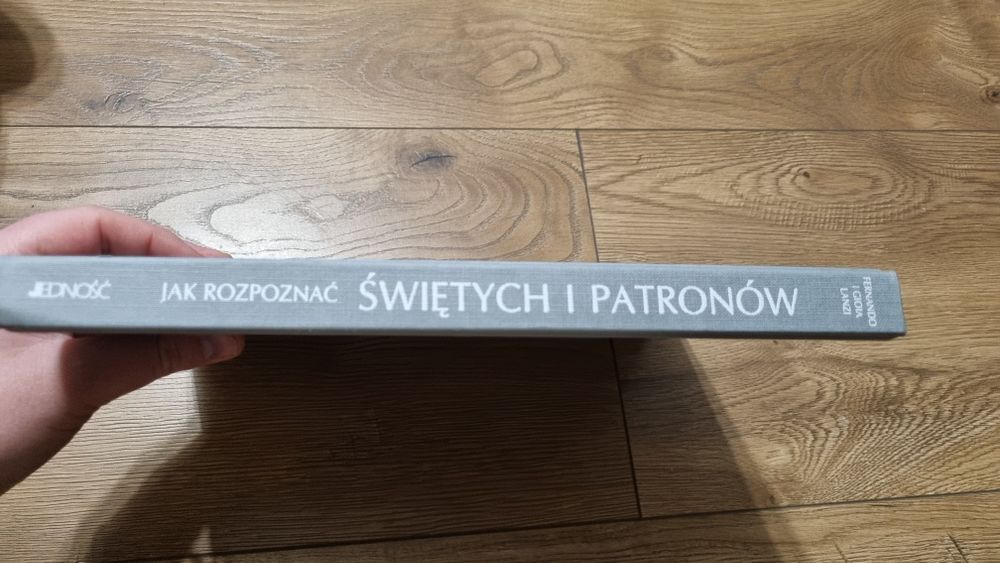 JEDNOŚĆ
JAK ROZPOZNAĆ ŚWIĘTYCH I PATRONÓW
FERNANDO
I GIOIA
LANZI